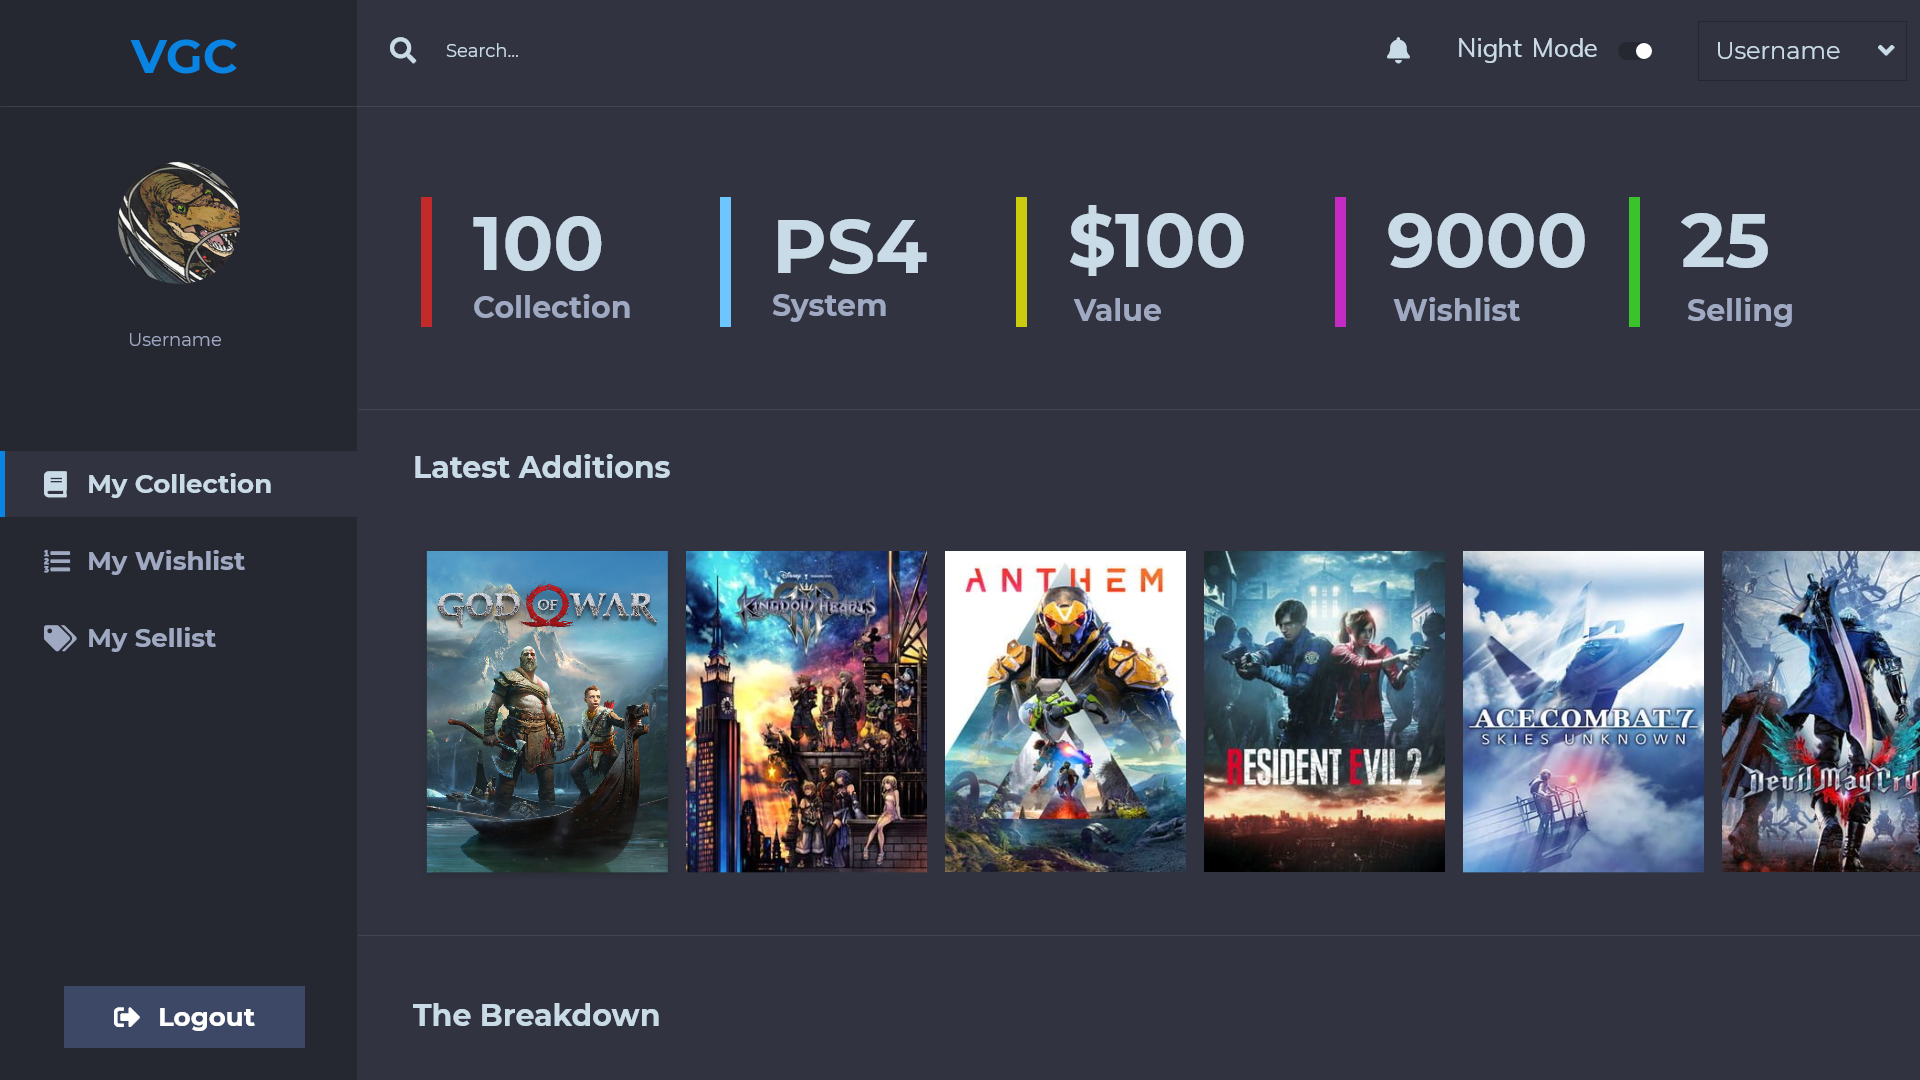 VGC
Search...
Night Mode
Username
Username
My Collection
My Wishlist
My Sellist
Logout
100
Collection
PS4
System
$100
Value
9000
Wishlist
25
Selling
Latest Additions
GOD OF WAR
Disney
KINGDOM HEARTS
III
ANTHEM
RESIDENT EVIL 2
ACE COMBAT 7
SKIES UNKNOWN
Devil May Cry
The Breakdown